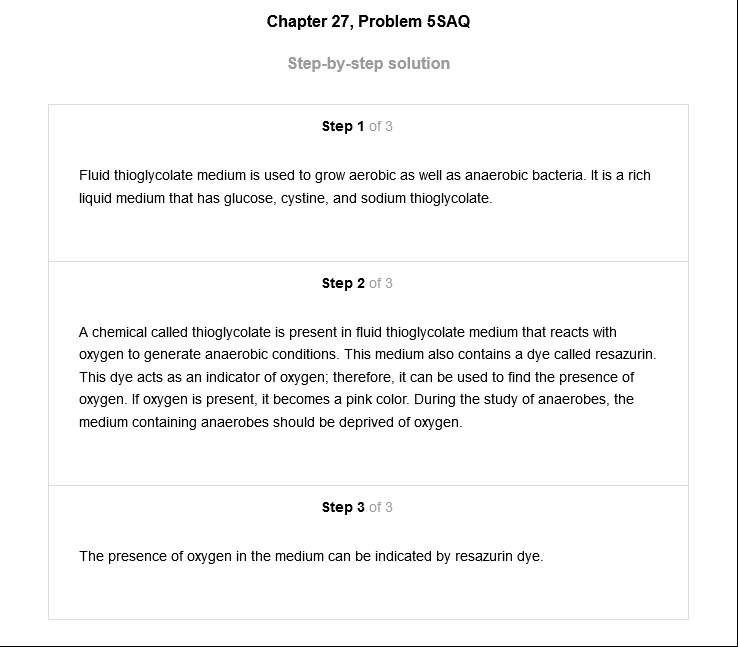 Chapter 27, Problem 5SAQ
Step-by-step solution
Step 1 of 3
Fluid thioglycolate medium is used to grow aerobic as well as anaerobic bacteria. It is a rich
liquid medium that has glucose, cystine, and sodium thioglycolate.
Step 2 of 3
A chemical called thioglycolate is present in fluid thioglycolate medium that reacts with
oxygen to generate anaerobic conditions. This medium also contains a dye called resazurin.
This dye acts as an indicator of oxygen; therefore, it can be used to find the presence of
oxygen. If oxygen is present, it becomes a pink color. During the study of anaerobes, the
medium containing anaerobes should be deprived of oxygen.
Step 3 of 3
The presence of oxygen in the medium can be indicated by resazurin dye.